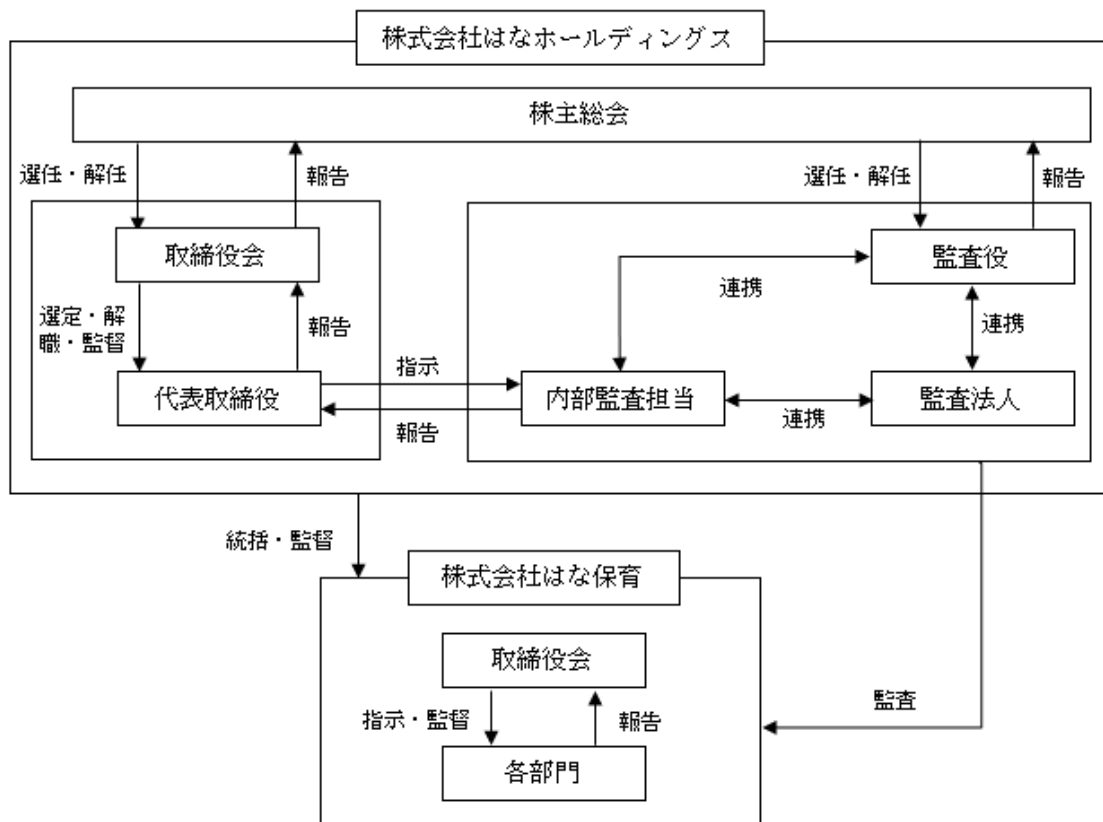 株式会社はなホールディングス
株主総会
選任・解任
報告
選任・解任
報告
取締役会
監査役
連携
選定・解
職・監督
報告
連携
指示
代表取締役
内部監査担当
監査法人
連携
報告
統括・監督
株式会社はな保育
取締役会
監査
指示・監督
報告
各部門